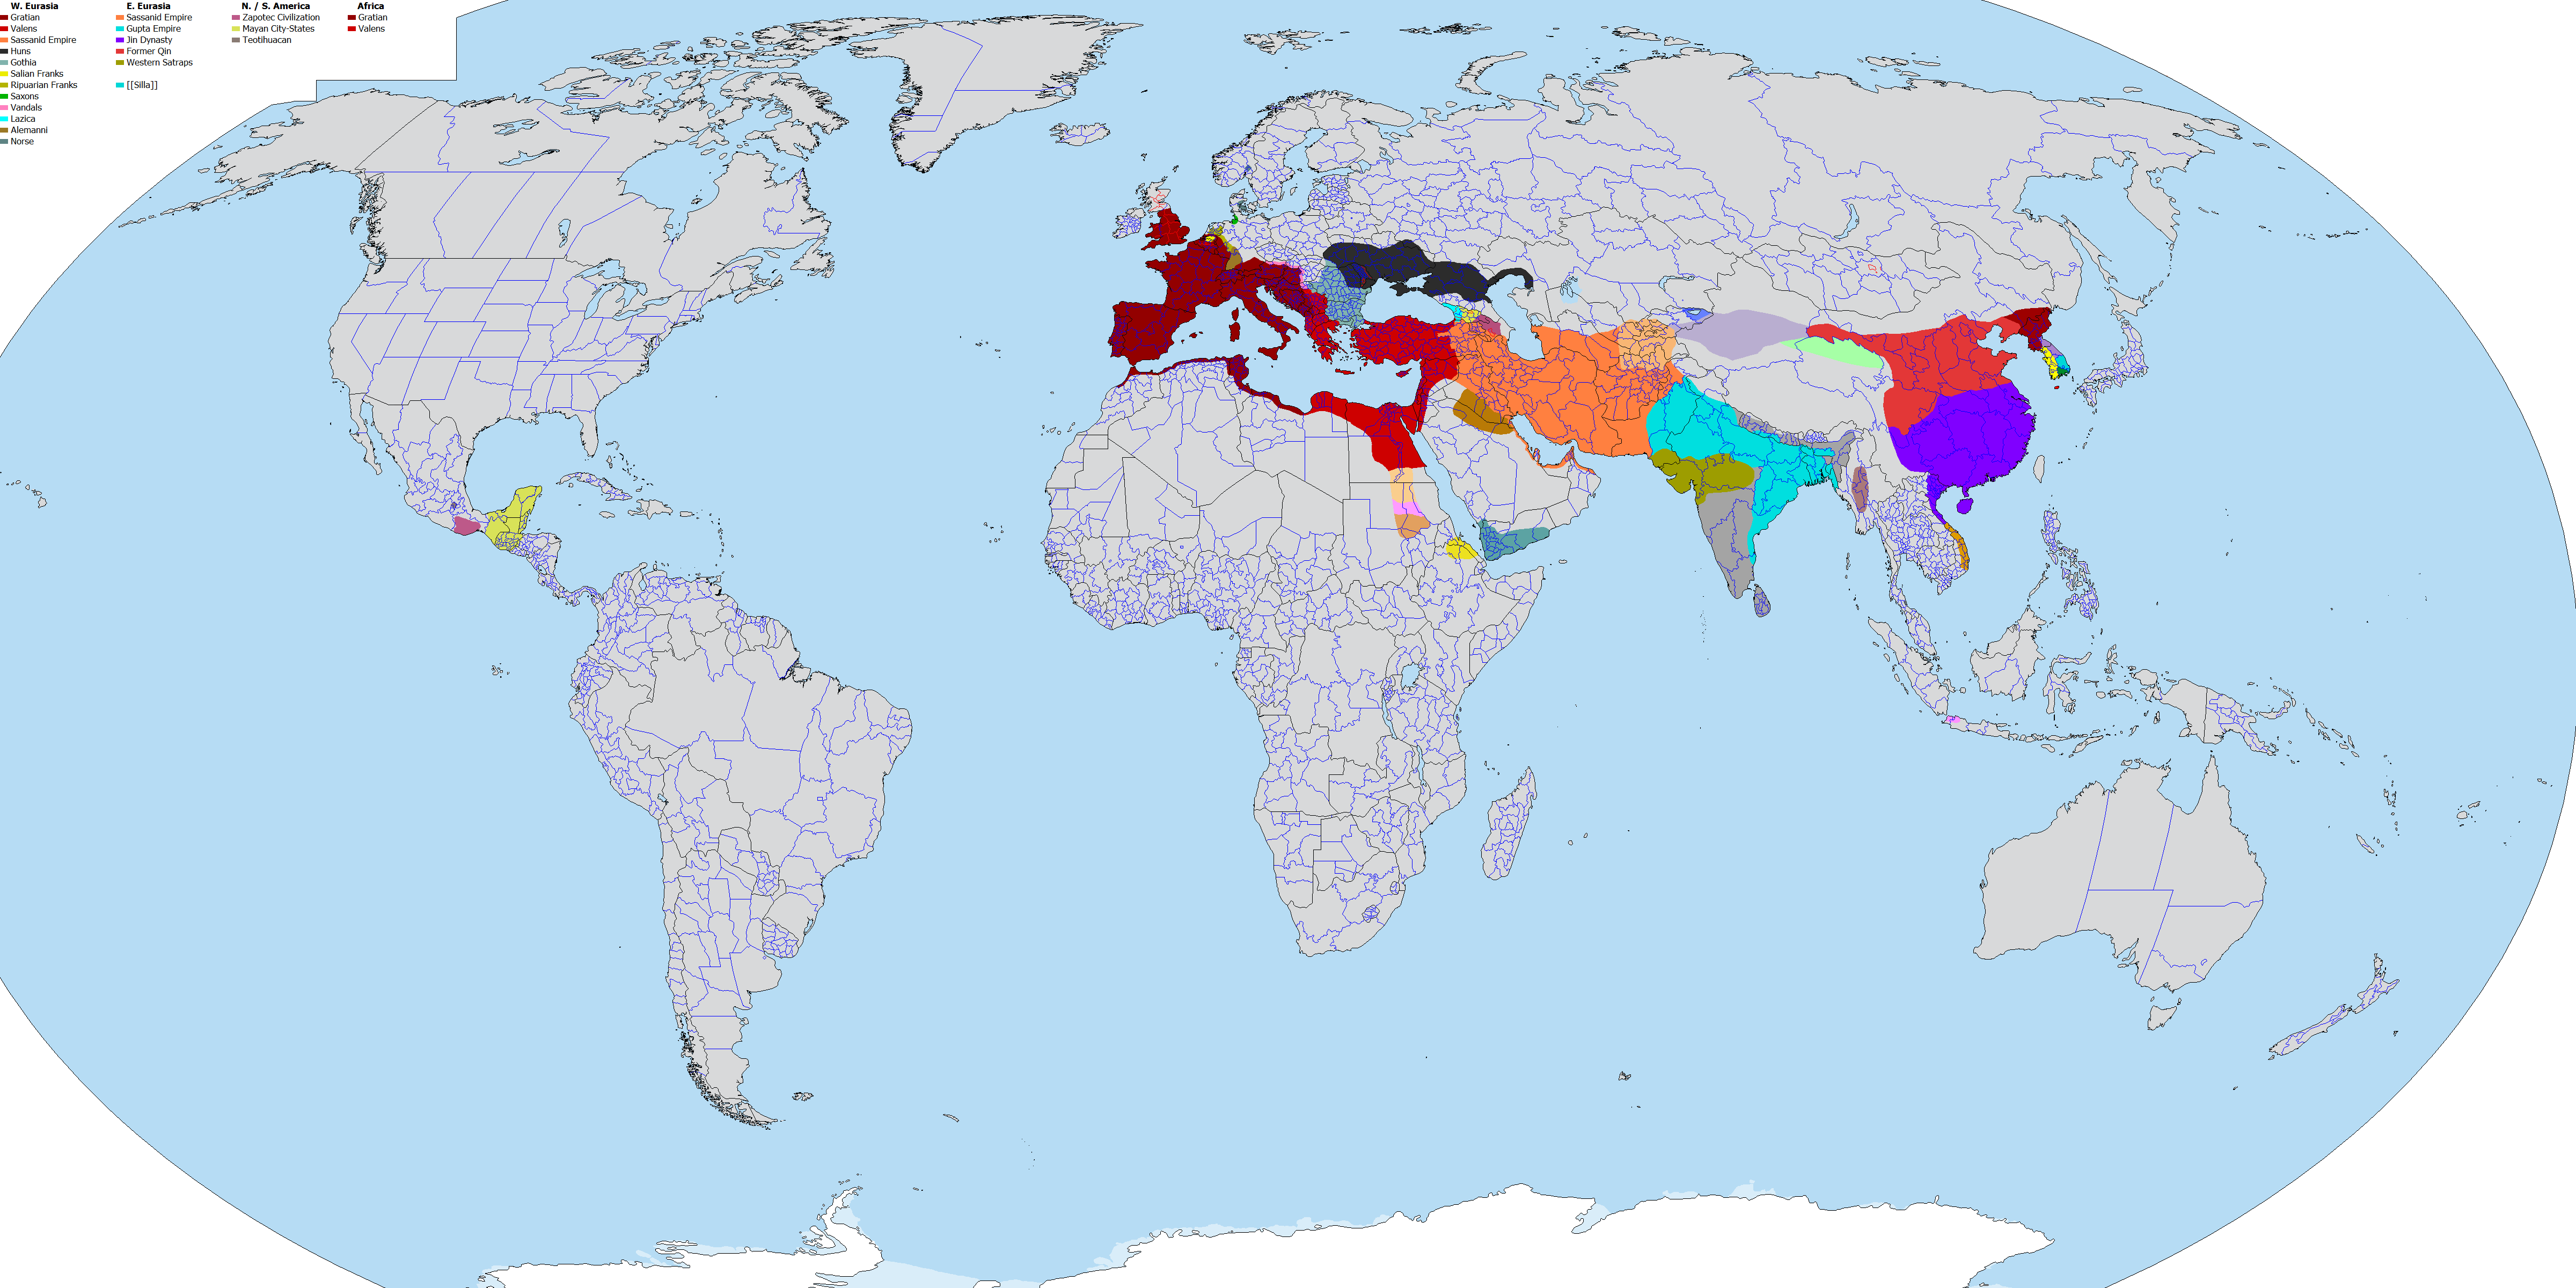 W. Eurasia
Gratian
Valens
Sassanid Empire
Huns
Gothia
Salian Franks
Ripuarian Franks
Saxons
Vandals
Lazica
Alemanni
Norse
E. Eurasia
Sassanid Empire
Gupta Empire
Jin Dynasty
Former Qin
Western Satraps
[[Silla]]
N. / S. America
Zapotec Civilization
Mayan City-States
Teotihuacan
Africa
Gratian
Valens